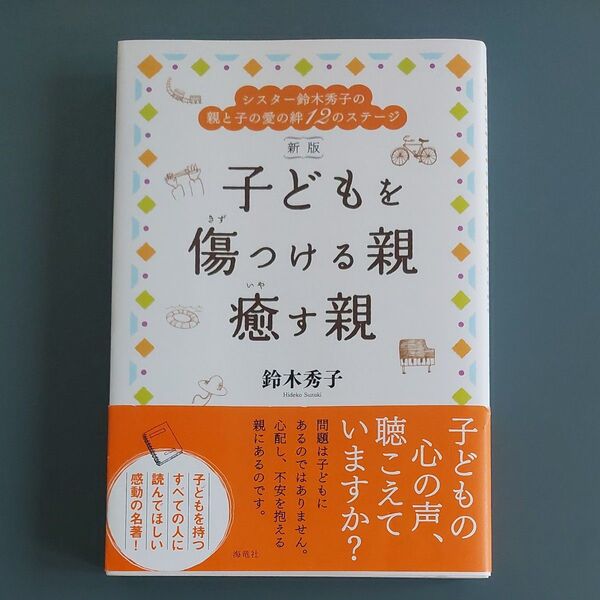 シスター鈴木秀子の
親と子の愛の絆12のステージ
新版
子どもを
きず
傷つける親
いや
癒す親
鈴木秀子
Hideko Suzuki
子どもの
心の声、
聴こえて
いますか?
問題は子どもに
あるのではありません。
心配し、不安を抱える
親にあるのです。
子どもを持つ
すべての人に
読んでほしい
感動の名著!
海竜社